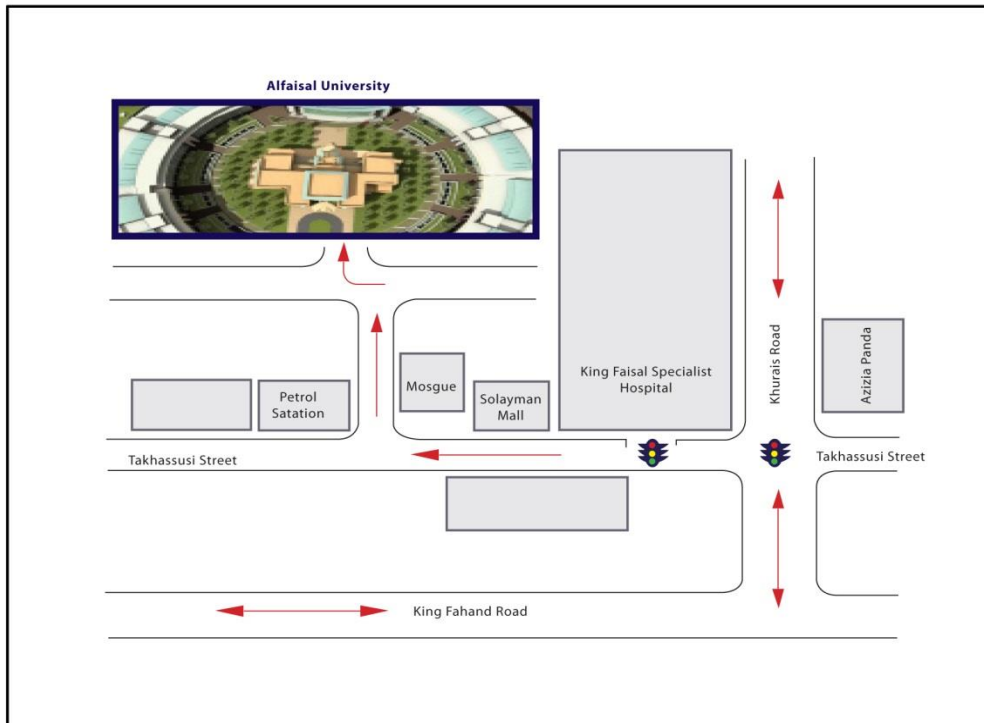 Alfaisal University
King Faisal Specialist
Hospital
Khurais Road
Azizia Panda
Mosgue
Solayman
Mall
Petrol
Satation
Takhassusi Street
Takhassusi Street
King Fahand Road